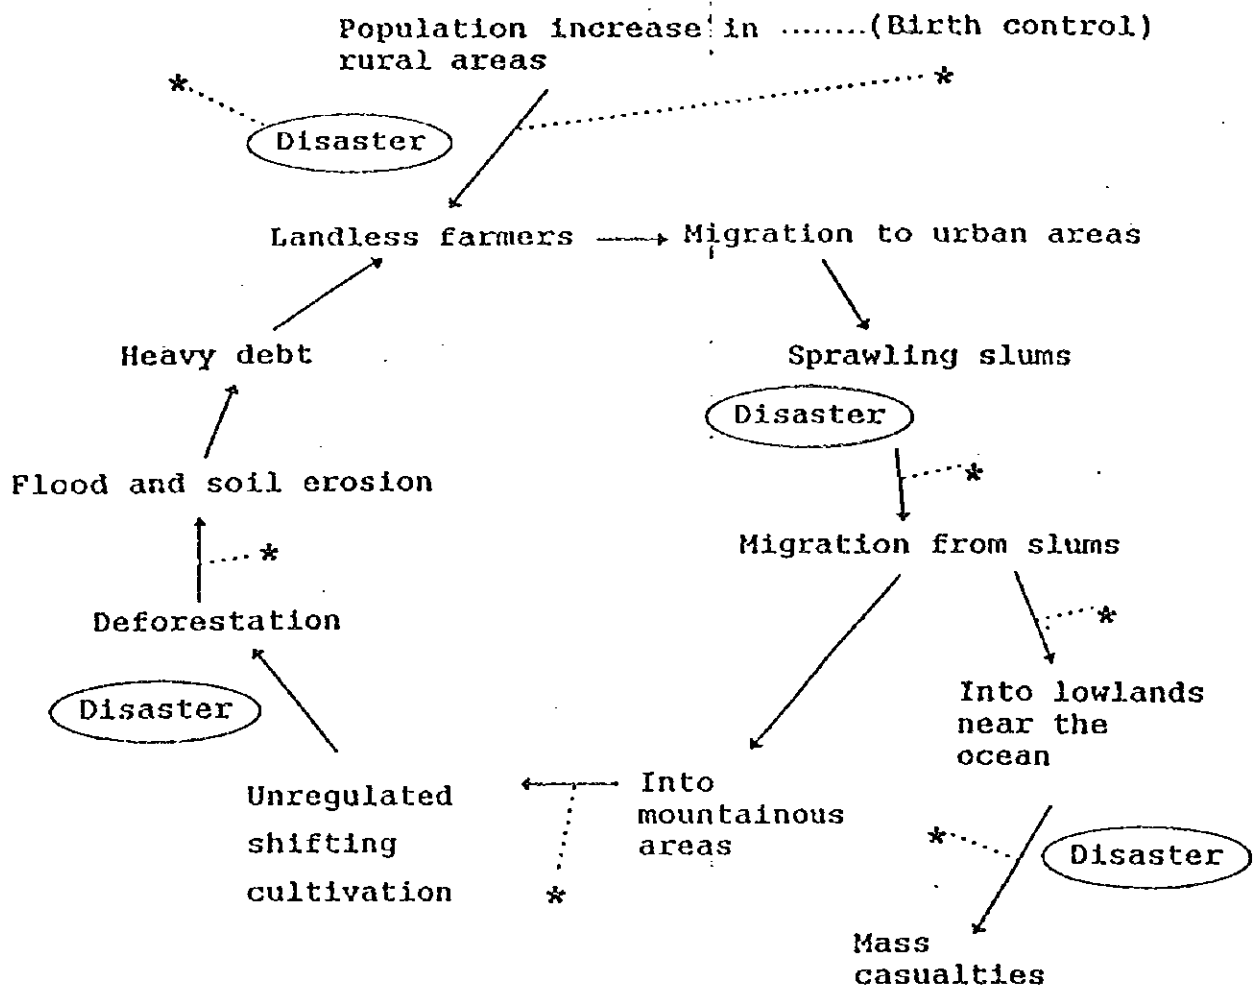 Population increase in ........(Birth control)
rural areas
*
*
Disaster
Landless farmers
Migration to urban areas
Heavy debt
Sprawling slums
Disaster
Flood and soil erosion
*
Migration from slums
*
Deforestation
*
Into lowlands
near the
ocean
Disaster
Unregulated
shifting
cultivation
Into
mountainous
areas
*
*
Disaster
Mass
casualties